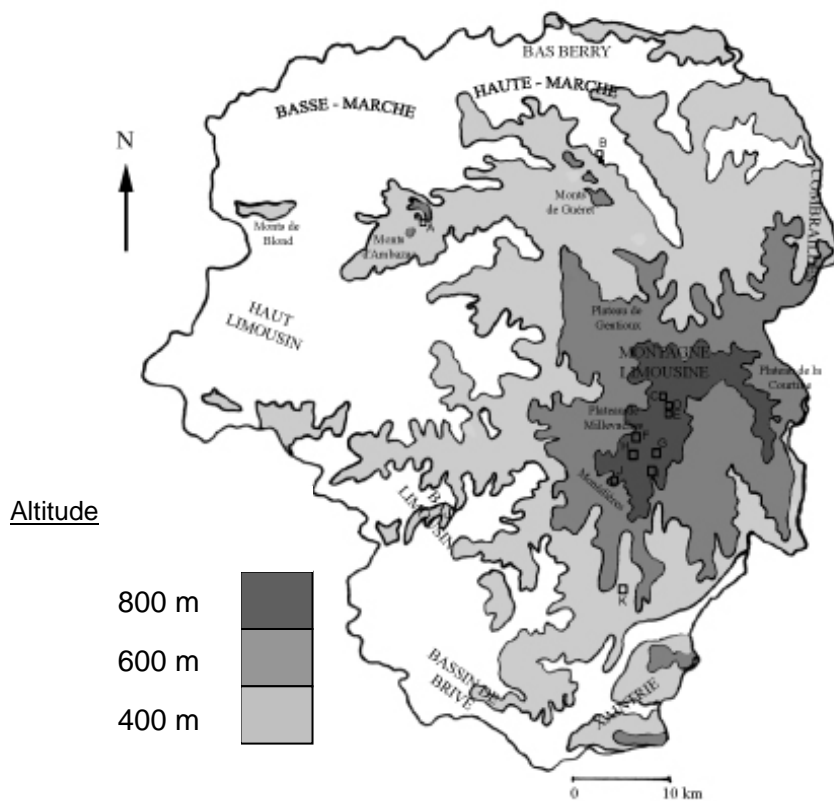 BAS BERRY
HAUTE - MARCHE
BASSE - MARCHE
N
B
COMBRAILLES
Monts
de Guéret
A
Monts de
Blond
Monts
d'Ambazac
HAUT
LIMOUSIN
Plateau de
Gentioux
MONTAGNE
LIMOUSINE
Plateau de la
Courtine
C
D
E
Plateau de
Millevaches
F
G
H
I
Monédières
BAS
LIMOUSIN
Altitude
800 m
600 m
400 m
K
BASSIN DE
BRIVE
XAINTRIE
0
10 km